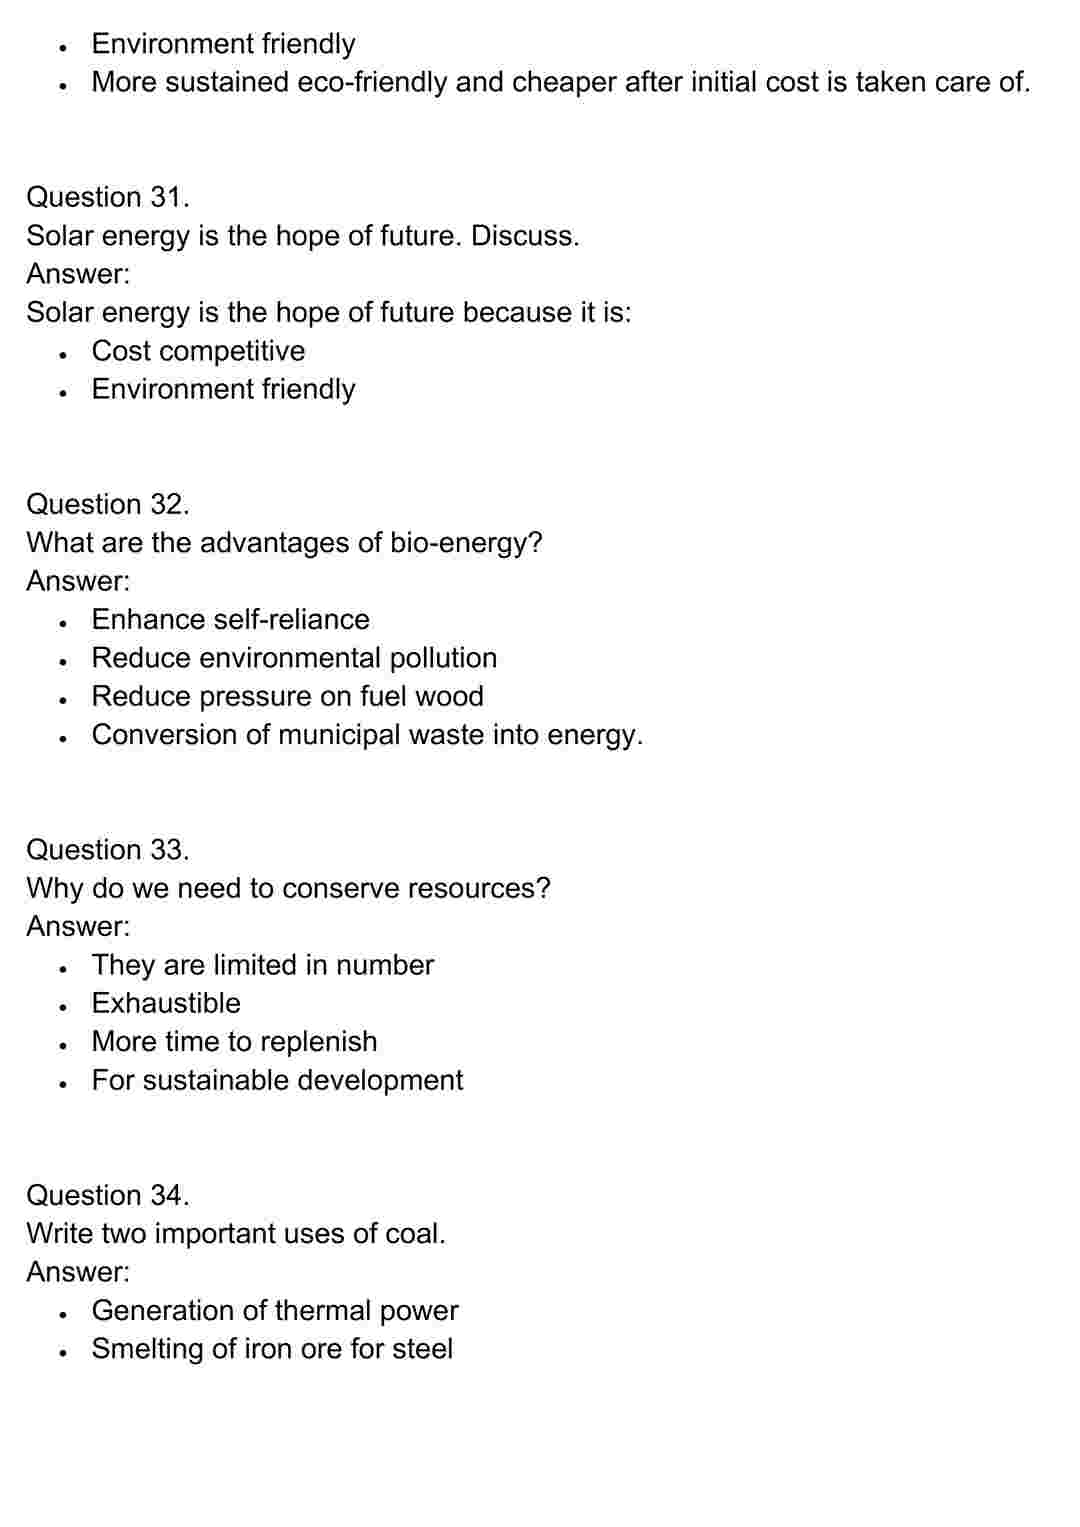 • Environment friendly
• More sustained eco-friendly and cheaper after initial cost is taken care of.
Question 31.
Solar energy is the hope of future. Discuss.
Answer:
Solar energy is the hope of future because it is:
• Cost competitive
• Environment friendly
Question 32.
What are the advantages of bio-energy?
Answer:
• Enhance self-reliance
• Reduce environmental pollution
• Reduce pressure on fuel wood
• Conversion of municipal waste into energy.
Question 33.
Why do we need to conserve resources?
Answer:
• They are limited in number
• Exhaustible
• More time to replenish
• For sustainable development
Question 34.
Write two important uses of coal.
Answer:
• Generation of thermal power
• Smelting of iron ore for steel